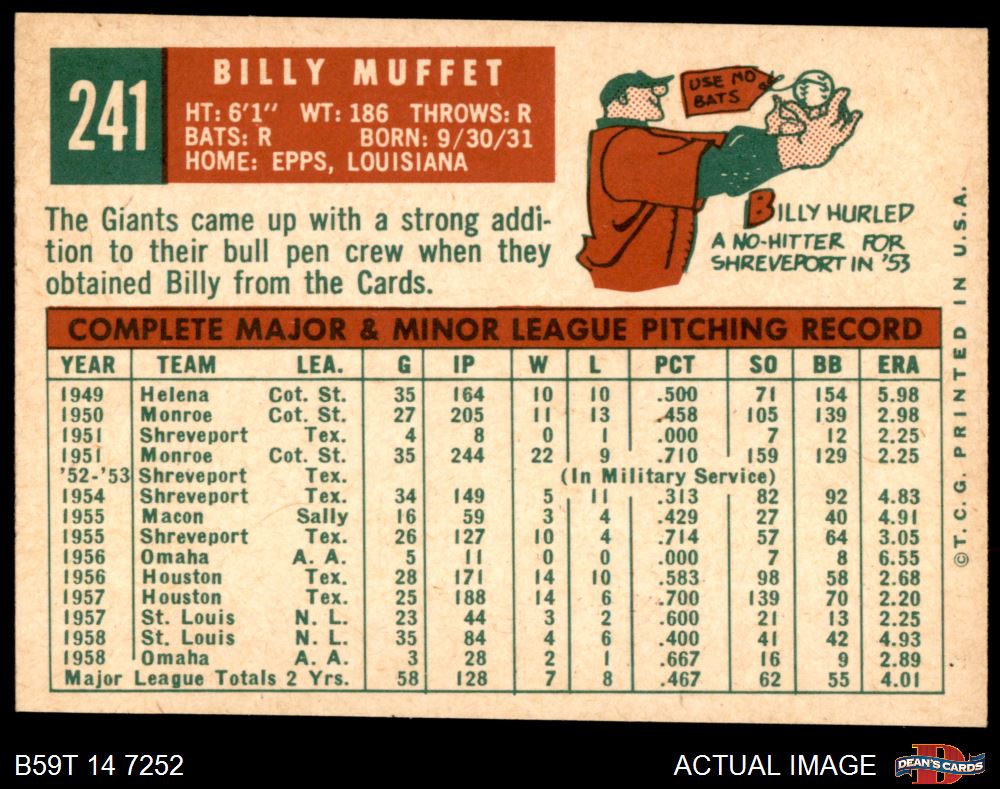 241
BILLY MUFFET
HT: 6'1" WT: 186 THROWS: R
BATS: R BORN: 9/30/31
HOME: EPPS, LOUISIANA
USE NO
BATS
The Giants came up with a strong addi-
tion to their bull pen crew when they
obtained Billy from the Cards.
BILLY HURLED
A NO-HITTER FOR
SHREVEPORT IN '53
COMPLETE MAJOR & MINOR LEAGUE PITCHING RECORD
YEAR TEAM LEA. G IP W L PCT SO BB ERA
1949 Helena Cot. St. 35 164 10 10 .500 71 154 5.98
1950 Monroe Cot. St. 27 205 11 13 .458 105 139 2.98
1951 Shreveport Tex. 4 8 0 1 .000 7 12 2.25
1951 Monroe Cot. St. 35 244 22 9 .710 159 129 2.25
'52-'53 Shreveport Tex. (In Military Service)
1954 Shreveport Tex. 34 149 5 11 .313 82 92 4.83
1955 Macon Sally 16 59 3 4 .429 27 40 4.91
1955 Shreveport Tex. 26 127 10 4 .714 57 64 3.05
1956 Omaha A. A. 5 11 0 0 .000 7 8 6.55
1956 Houston Tex. 28 171 14 10 .583 98 58 2.68
1957 Houston Tex. 25 188 14 6 .700 139 70 2.20
1957 St. Louis N. L. 23 44 3 2 .600 21 13 2.25
1958 St. Louis N. L. 35 84 4 6 .400 41 42 4.93
1958 Omaha A. A. 3 28 2 1 .667 16 9 2.89
Major League Totals 2 Yrs. 58 128 7 8 .467 62 55 4.01
©T. C. G. PRINTED IN U.S.A.
B59T 14 7252
ACTUAL IMAGE
D
DEAN'S CARDS